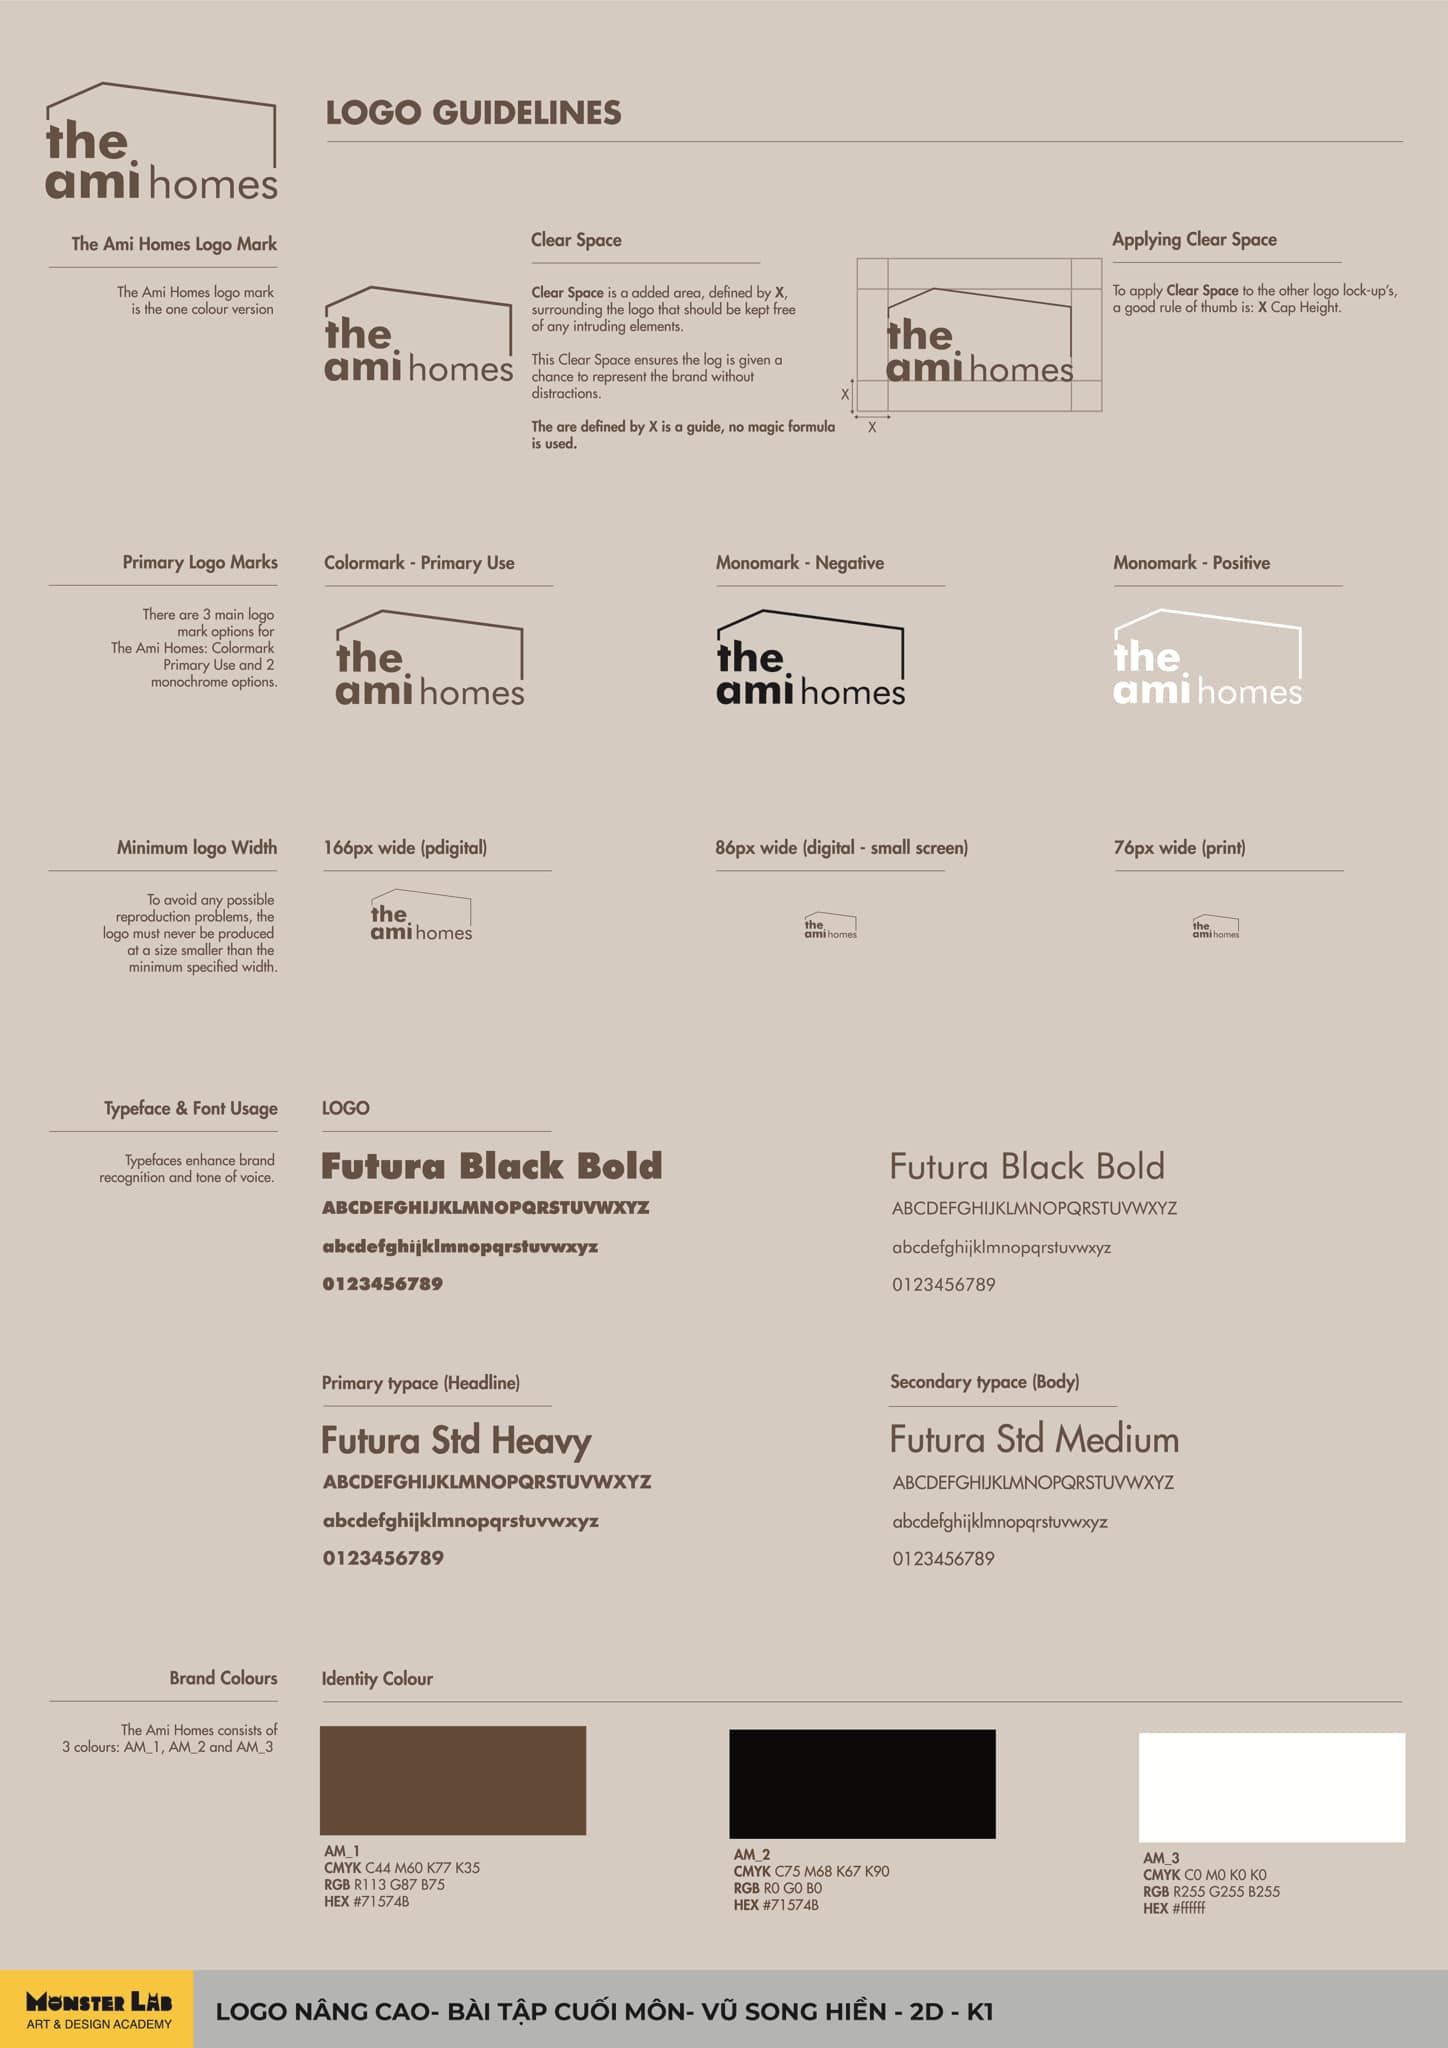 the
ami homes
LOGO GUIDELINES
The Ami Homes Logo Mark
The Ami Homes logo mark
is the one colour version
the
ami homes
Clear Space
Clear Space is a added area, defined by X,
surrounding the logo that should be kept free
of any intruding elements.
This Clear Space ensures the log is given a
chance to represent the brand without
distractions.
The are defined by X is a guide, no magic formula
is used.
the
ami homes
X
X
Applying Clear Space
To apply Clear Space to the other logo lock-up's,
a good rule of thumb is: X Cap Height.
Primary Logo Marks
There are 3 main logo
mark options for
The Ami Homes: Colormark
Primary Use and 2
monochrome options.
Colormark - Primary Use
the
ami homes
Monomark - Negative
the
ami homes
Monomark - Positive
the
ami homes
Minimum logo Width
To avoid any possible
reproduction problems, the
logo must never be produced
at a size smaller than the
minimum specified width.
166px wide (pdigital)
the
ami homes
86px wide (digital - small screen)
the
ami homes
76px wide (print)
the
ami homes
Typeface & Font Usage
Typefaces enhance brand
recognition and tone of voice.
LOGO
Futura Black Bold
ABCDEFGHIJKLMNOPQRSTUVWXYZ
abcdefghijklmnopqrstuvwxyz
0123456789
Futura Black Bold
ABCDEFGHIJKLMNOPQRSTUVWXYZ
abcdefghijklmnopqrstuvwxyz
0123456789
Primary typace (Headline)
Futura Std Heavy
ABCDEFGHIJKLMNOPQRSTUVWXYZ
abcdefghijklmnopqrstuvwxyz
0123456789
Secondary typace (Body)
Futura Std Medium
ABCDEFGHIJKLMNOPQRSTUVWXYZ
abcdefghijklmnopqrstuvwxyz
0123456789
Brand Colours
The Ami Homes consists of
3 colours: AM_1, AM_2 and AM_3
Identity Colour
AM_1
CMYK C44 M60 K77 K35
RGB R113 G87 B75
HEX #71574B
AM_2
CMYK C75 M68 K67 K90
RGB R0 G0 B0
HEX #71574B
AM_3
CMYK C0 M0 K0 K0
RGB R255 G255 B255
HEX #ffffff
MONSTER LAB
ART & DESIGN ACADEMY
LOGO NÂNG CAO- BÀI TẬP CUỐI MÔN- VŨ SONG HIỀN - 2D - K1